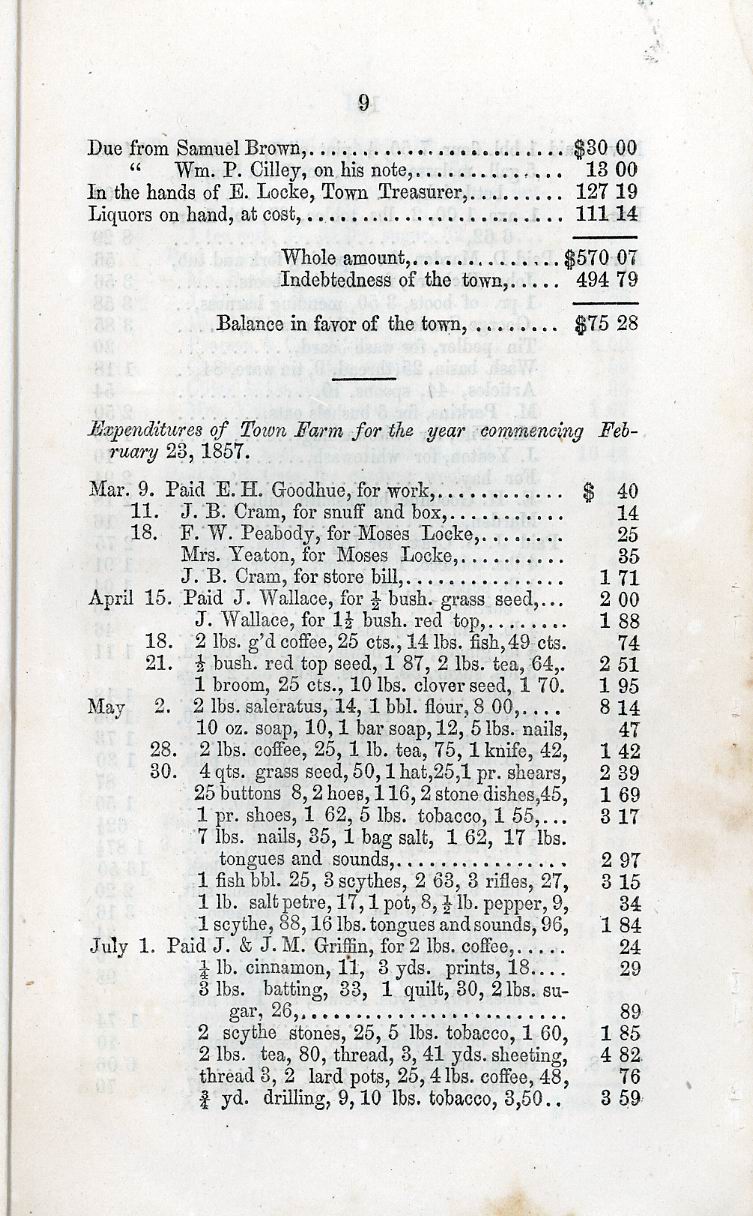 9
Due from Samuel Brown,........................ $30 00
“ Wm. P. Cilley, on his note,............... 13 00
In the hands of E. Locke, Town Treasurer,......... 127 19
Liquors on hand, at cost,........................ 111 14
Whole amount,.............. $570 07
Indebtedness of the town,..... 494 79
Balance in favor of the town, ........ $75 28
Expenditures of Town Farm for the year commencing Feb-
ruary 23, 1857.
Mar. 9. Paid E. H. Goodhue, for work,............ $ 40
11. J. B. Cram, for snuff and box,........... 14
18. F. W. Peabody, for Moses Locke,........ 25
Mrs. Yeaton, for Moses Locke,.......... 35
J. B. Cram, for store bill,............... 1 71
April 15. Paid J. Wallace, for ½ bush. grass seed,... 2 00
J. Wallace, for 1½ bush. red top,........ 1 88
18. 2 lbs. g’d coffee, 25 cts., 14 lbs. fish, 49 cts. 74
21. ½ bush. red top seed, 1 87, 2 lbs. tea, 64,. 2 51
1 broom, 25 cts., 10 lbs. clover seed, 1 70. 1 95
May 2. 2 lbs. saleratus, 14, 1 bbl. flour, 8 00,.... 8 14
10 oz. soap, 10, 1 bar soap, 12, 5 lbs. nails, 47
28. 2 lbs. coffee, 25, 1 lb. tea, 75, 1 knife, 42, 1 42
30. 4 qts. grass seed, 50, 1 hat, 25, 1 pr. shears, 2 39
25 buttons 8, 2 hoes, 116, 2 stone dishes, 45, 1 69
1 pr. shoes, 1 62, 5 lbs. tobacco, 1 55,... 3 17
7 lbs. nails, 35, 1 bag salt, 1 62, 17 lbs.
tongues and sounds,................ 2 97
1 fish bbl. 25, 3 scythes, 2 63, 3 rifles, 27, 3 15
1 lb. salt petre, 17, 1 pot, 8, ½ lb. pepper, 9, 34
1 scythe, 88, 16 lbs. tongues and sounds, 96, 1 84
July 1. Paid J. & J. M. Griffin, for 2 lbs. coffee,..... 24
¼ lb. cinnamon, 11, 3 yds. prints, 18.... 29
3 lbs. batting, 33, 1 quilt, 30, 2 lbs. su-
gar, 26,......................... 89
2 scythe stones, 25, 5 lbs. tobacco, 1 60, 1 85
2 lbs. tea, 80, thread, 3, 41 yds. sheeting, 4 82
thread 3, 2 lard pots, 25, 4 lbs. coffee, 48, 76
¾ yd. drilling, 9, 10 lbs. tobacco, 3,50.. 3 59